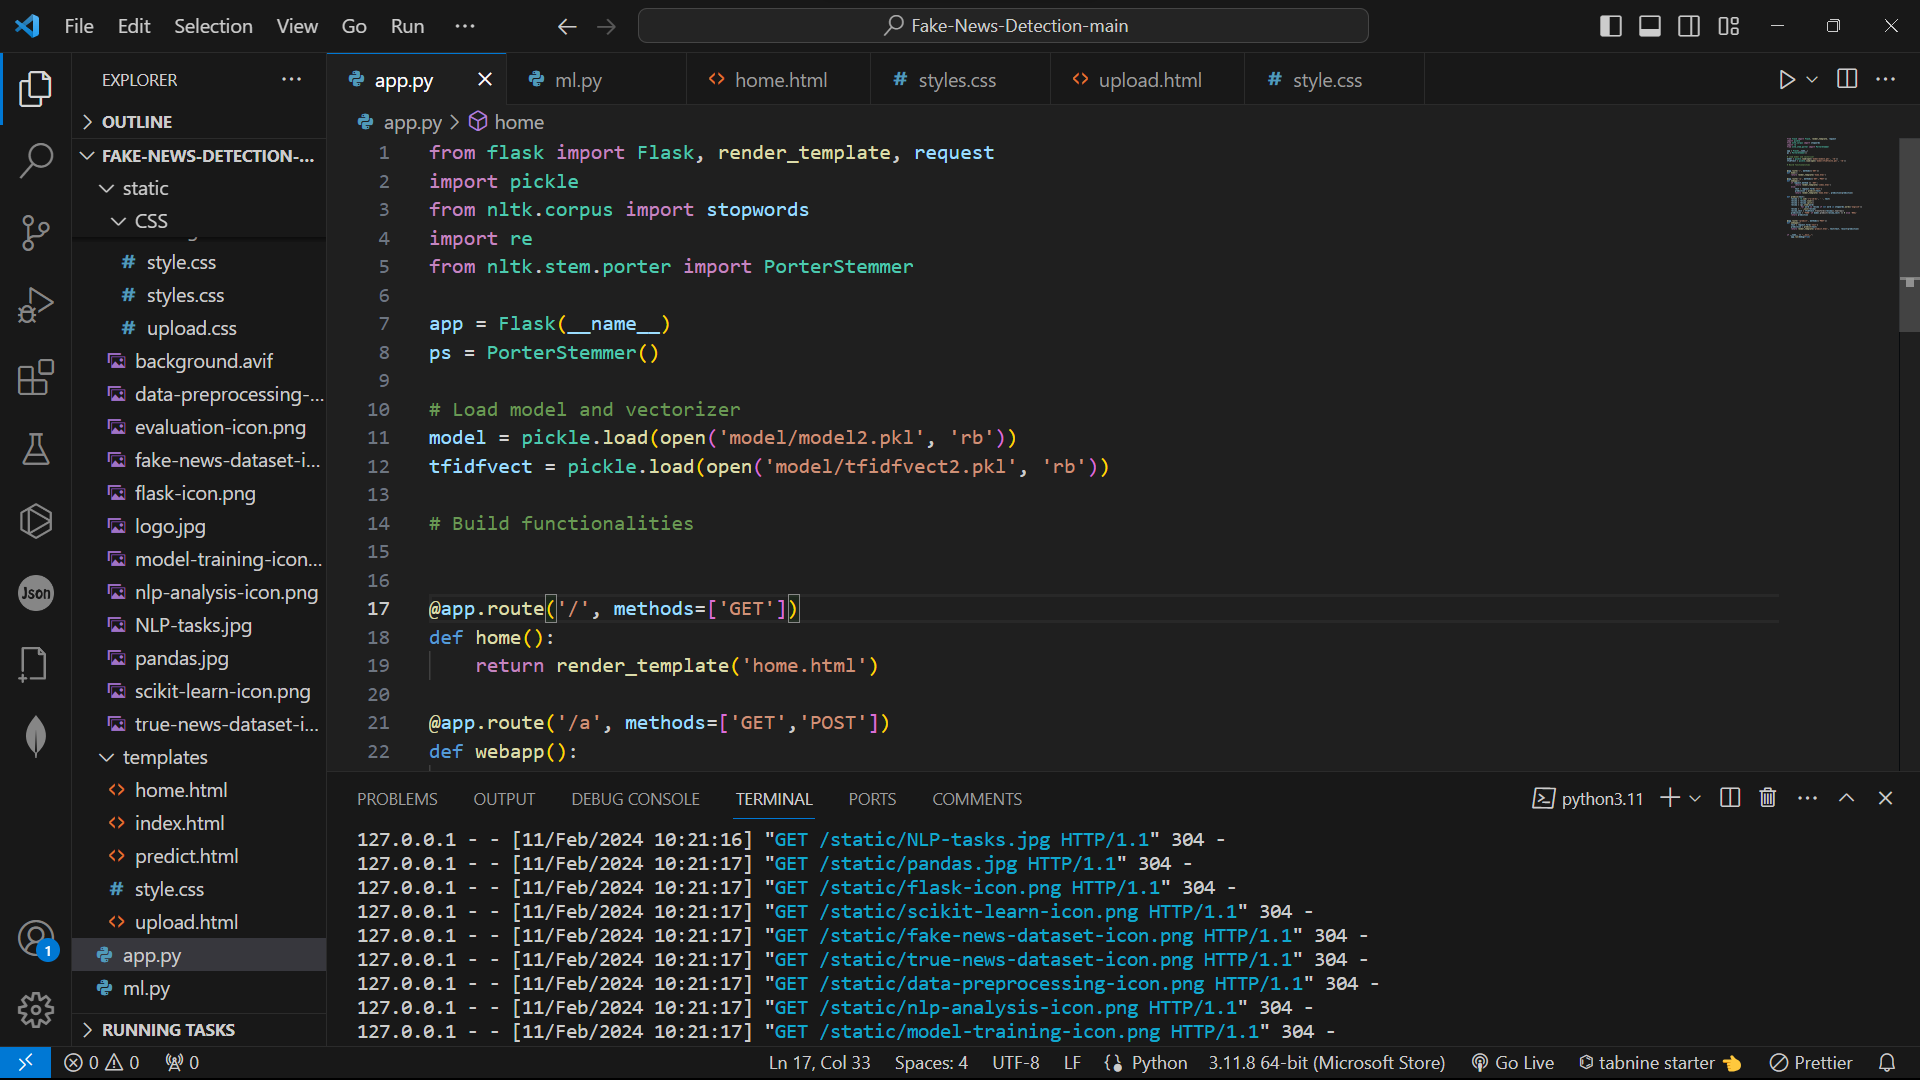 File Edit Selection View Go Run ··· Fake-News-Detection-main
EXPLORER
OUTLINE
FAKE-NEWS-DETECTION-...
static
CSS
style.css
styles.css
upload.css
background.avif
data-preprocessing-...
evaluation-icon.png
fake-news-dataset-i...
flask-icon.png
logo.jpg
model-training-icon...
nlp-analysis-icon.png
NLP-tasks.jpg
pandas.jpg
scikit-learn-icon.png
true-news-dataset-i...
templates
home.html
index.html
predict.html
style.css
upload.html
app.py
ml.py
RUNNING TASKS
Json
1
app.py ml.py home.html styles.css upload.html style.css
app.py > home
1 from flask import Flask, render_template, request
2 import pickle
3 from nltk.corpus import stopwords
4 import re
5 from nltk.stem.porter import PorterStemmer
6
7 app = Flask(__name__)
8 ps = PorterStemmer()
9
10 # Load model and vectorizer
11 model = pickle.load(open('model/model2.pkl', 'rb'))
12 tfidfvect = pickle.load(open('model/tfidfvect2.pkl', 'rb'))
13
14 # Build functionalities
15
16
17 @app.route('/', methods=['GET'])
18 def home():
19     return render_template('home.html')
20
21 @app.route('/a', methods=['GET','POST'])
22 def webapp():
PROBLEMS OUTPUT DEBUG CONSOLE TERMINAL PORTS COMMENTS python3.11
127.0.0.1 - - [11/Feb/2024 10:21:16] "GET /static/NLP-tasks.jpg HTTP/1.1" 304 -
127.0.0.1 - - [11/Feb/2024 10:21:17] "GET /static/pandas.jpg HTTP/1.1" 304 -
127.0.0.1 - - [11/Feb/2024 10:21:17] "GET /static/flask-icon.png HTTP/1.1" 304 -
127.0.0.1 - - [11/Feb/2024 10:21:17] "GET /static/scikit-learn-icon.png HTTP/1.1" 304 -
127.0.0.1 - - [11/Feb/2024 10:21:17] "GET /static/fake-news-dataset-icon.png HTTP/1.1" 304 -
127.0.0.1 - - [11/Feb/2024 10:21:17] "GET /static/true-news-dataset-icon.png HTTP/1.1" 304 -
127.0.0.1 - - [11/Feb/2024 10:21:17] "GET /static/data-preprocessing-icon.png HTTP/1.1" 304 -
127.0.0.1 - - [11/Feb/2024 10:21:17] "GET /static/nlp-analysis-icon.png HTTP/1.1" 304 -
127.0.0.1 - - [11/Feb/2024 10:21:17] "GET /static/model-training-icon.png HTTP/1.1" 304 -
0 0 0 Ln 17, Col 33 Spaces: 4 UTF-8 LF Python 3.11.8 64-bit (Microsoft Store) Go Live tabnine starter Prettier